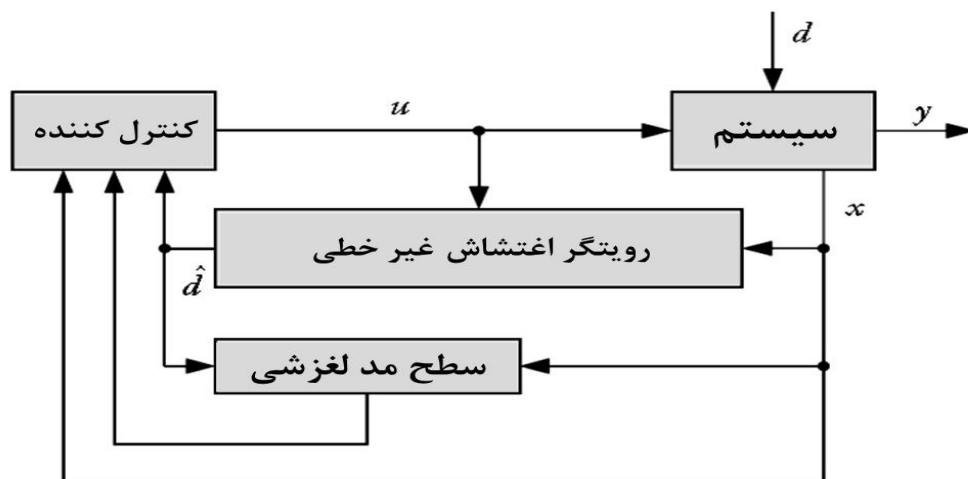 d
کنترل کننده
u
سیستم
y
x
رویتگر اغتشاش غیر خطی
d̂
سطح مد لغزشی